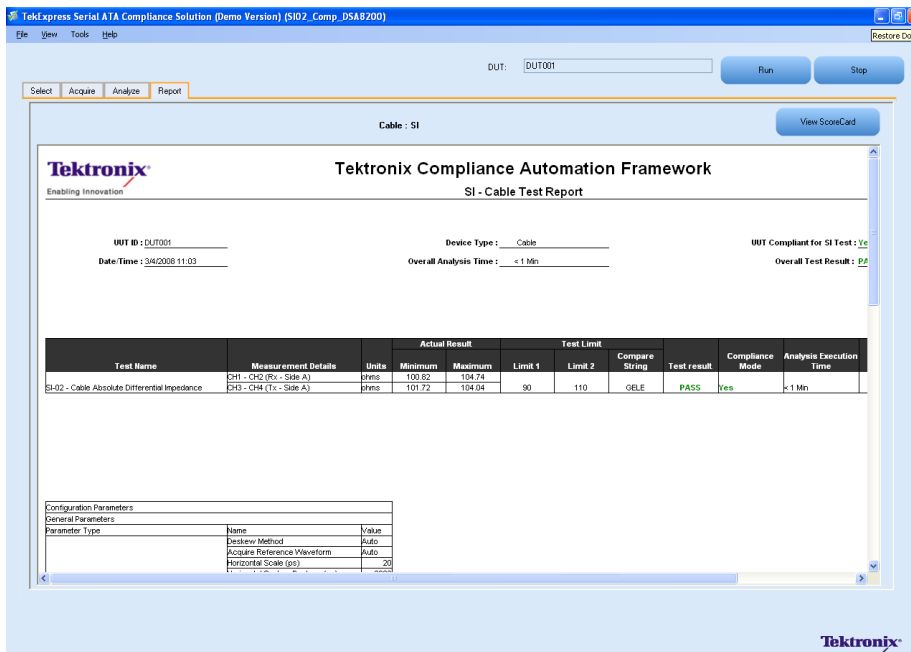 TekExpress Serial ATA Compliance Solution (Demo Version) (SI02_Comp_DSA8200)
File View Tools Help
Restore Do
DUT: DUT001
Run Stop
Select Acquire Analyze Report
Cable : SI
View ScoreCard
Tektronix
Enabling Innovation
Tektronix Compliance Automation Framework
SI - Cable Test Report
UUT ID : DUT001 Device Type : Cable UUT Compliant for SI Test : Ye
Date/Time : 3/4/2008 11:03 Overall Analysis Time : < 1 Min Overall Test Result : PA
Actual Result Test Limit
Test Name Measurement Details Units Minimum Maximum Limit 1 Limit 2 Compare String Test result Compliance Mode Analysis Execution Time
CH1 - CH2 (Rx - Side A) ohms 100.82 104.74
SI-02 - Cable Absolute Differential Impedance CH3 - CH4 (Tx - Side A) ohms 101.72 104.04 90 110 GELE PASS Yes < 1 Min
Configuration Parameters
General Parameters
Parameter Type Name Value
Deskew Method Auto
Acquire Reference Waveform Auto
Horizontal Scale (ps) 20
Tektronix